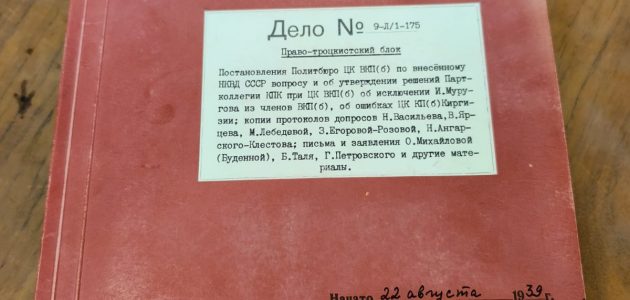 Дело № 9-Л/1-175
Право-троцкистский блок
Постановления Политбюро ЦК ВКП(б) по внесённому
НКВД СССР вопросу и об утверждении решений Парт-
коллегии КПК при ЦК ВКП(б) об исключении И.Муру-
гова из членов ВКП(б), об ошибках ЦК КП(б)Кирги-
зии; копии протоколов допросов Н.Васильева,В.Яр-
цева, М.Лебедевой, З.Егоровой-Розовой, Н.Ангар-
ского-Клестова; письма и заявления О.Михайловой
(Буденной), Б.Таля, Г.Петровского и другие мате-
риалы.
Начато 22 августа 1939 г.